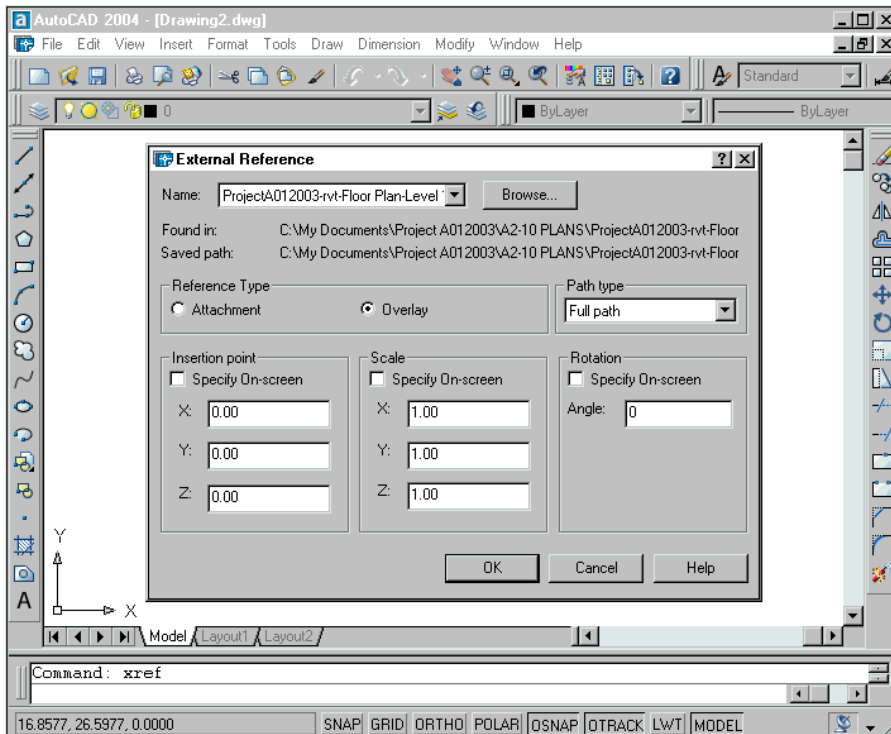 AutoCAD 2004 - [Drawing2.dwg]
File Edit View Insert Format Tools Draw Dimension Modify Window Help
Standard
0 ByLayer ByLayer
External Reference
Name: ProjectA012003-rvt-Floor Plan-Level Browse...
Found in: C:\My Documents\Project A012003\A2-10 PLANS\ProjectA012003-rvt-Floor
Saved path: C:\My Documents\Project A012003\A2-10 PLANS\ProjectA012003-rvt-Floor
Reference Type Path type
Attachment Overlay Full path
Insertion point Scale Rotation
Specify On-screen Specify On-screen Specify On-screen
X: 0.00 X: 1.00 Angle: 0
Y: 0.00 Y: 1.00
Z: 0.00 Z: 1.00
OK Cancel Help
Y
A X
Model Layout1 Layout2
Command: xref
16.8577, 26.5977, 0.0000 SNAP GRID ORTHO POLAR OSNAP OTRACK LWT MODEL